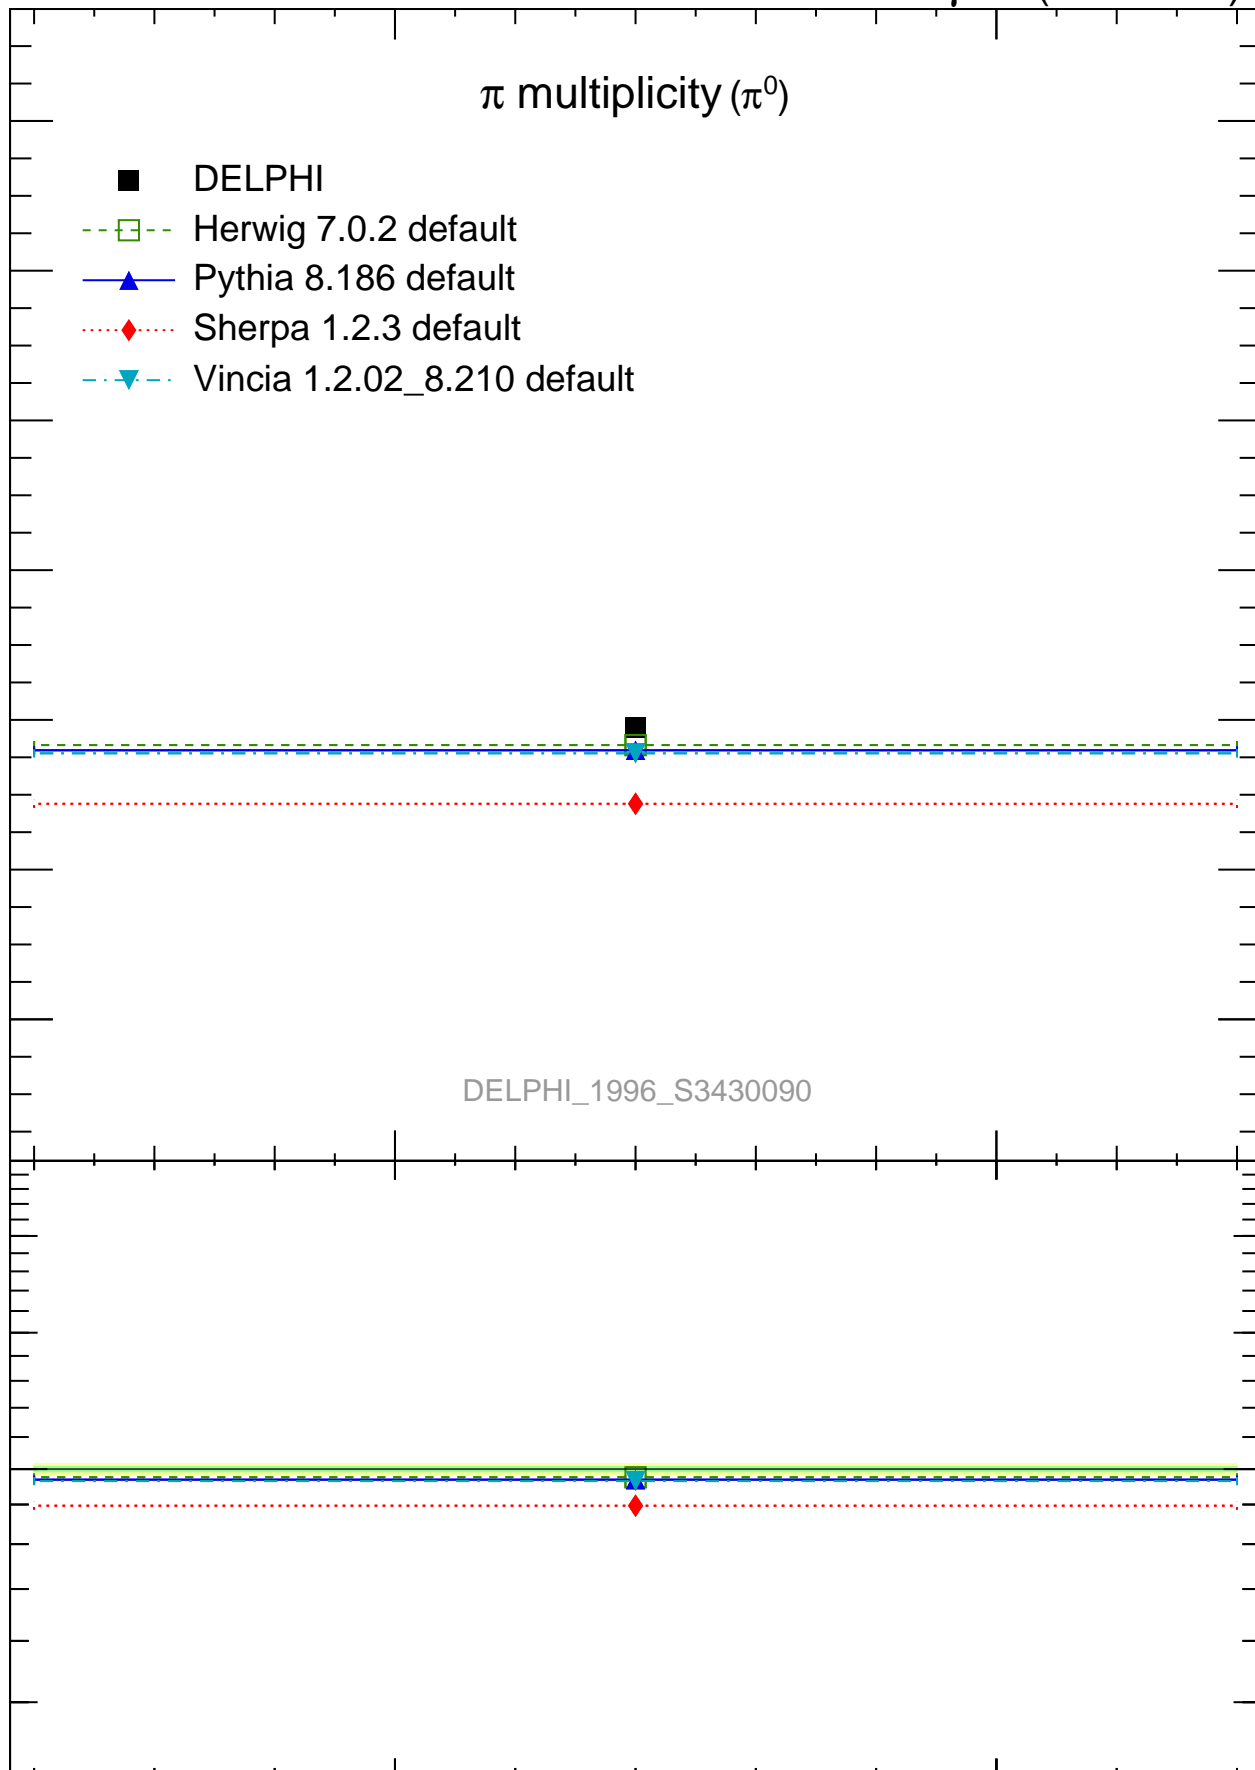 π multiplicity (π⁰)
DELPHI
Herwig 7.0.2 default
Pythia 8.186 default
Sherpa 1.2.3 default
Vincia 1.2.02_8.210 default
DELPHI_1996_S3430090